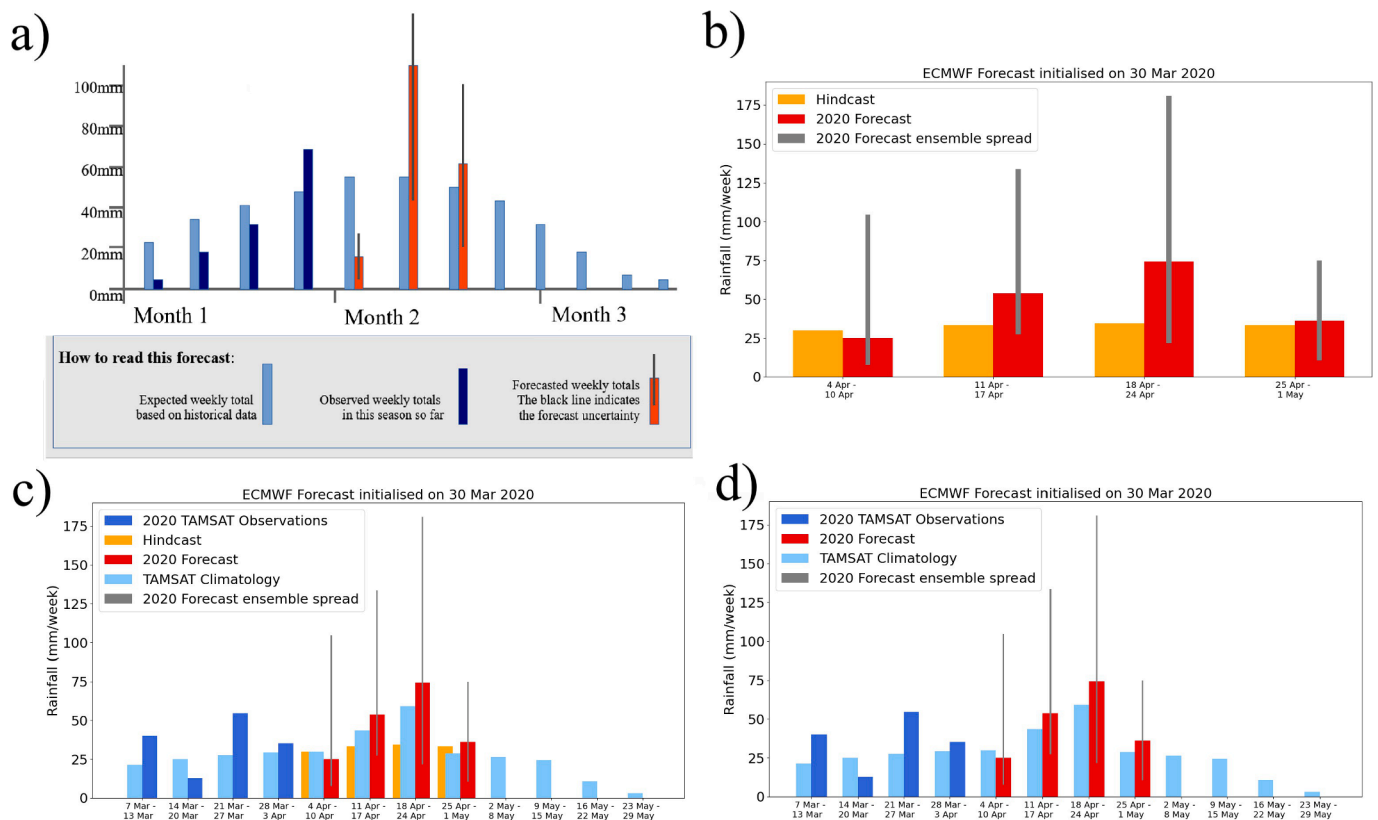 a)
100mm
80mm
60mm
40mm
20mm
0mm
Month 1
Month 2
Month 3
How to read this forecast:
Expected weekly total
based on historical data
Observed weekly totals
in this season so far
Forecasted weekly totals
The black line indicates
the forecast uncertainty
b)
ECMWF Forecast initialised on 30 Mar 2020
Hindcast
2020 Forecast
2020 Forecast ensemble spread
Rainfall (mm/week)
175
150
125
100
75
50
25
0
4 Apr -
10 Apr
11 Apr -
17 Apr
18 Apr -
24 Apr
25 Apr -
1 May
c)
ECMWF Forecast initialised on 30 Mar 2020
2020 TAMSAT Observations
Hindcast
2020 Forecast
TAMSAT Climatology
2020 Forecast ensemble spread
Rainfall (mm/week)
175
150
125
100
75
50
25
0
7 Mar -
13 Mar
14 Mar -
20 Mar
21 Mar -
27 Mar
28 Mar -
3 Apr
4 Apr -
10 Apr
11 Apr -
17 Apr
18 Apr -
24 Apr
25 Apr -
1 May
2 May -
8 May
9 May -
15 May
16 May -
22 May
23 May -
29 May
d)
ECMWF Forecast initialised on 30 Mar 2020
2020 TAMSAT Observations
2020 Forecast
TAMSAT Climatology
2020 Forecast ensemble spread
Rainfall (mm/week)
175
150
125
100
75
50
25
0
7 Mar -
13 Mar
14 Mar -
20 Mar
21 Mar -
27 Mar
28 Mar -
3 Apr
4 Apr -
10 Apr
11 Apr -
17 Apr
18 Apr -
24 Apr
25 Apr -
1 May
2 May -
8 May
9 May -
15 May
16 May -
22 May
23 May -
29 May